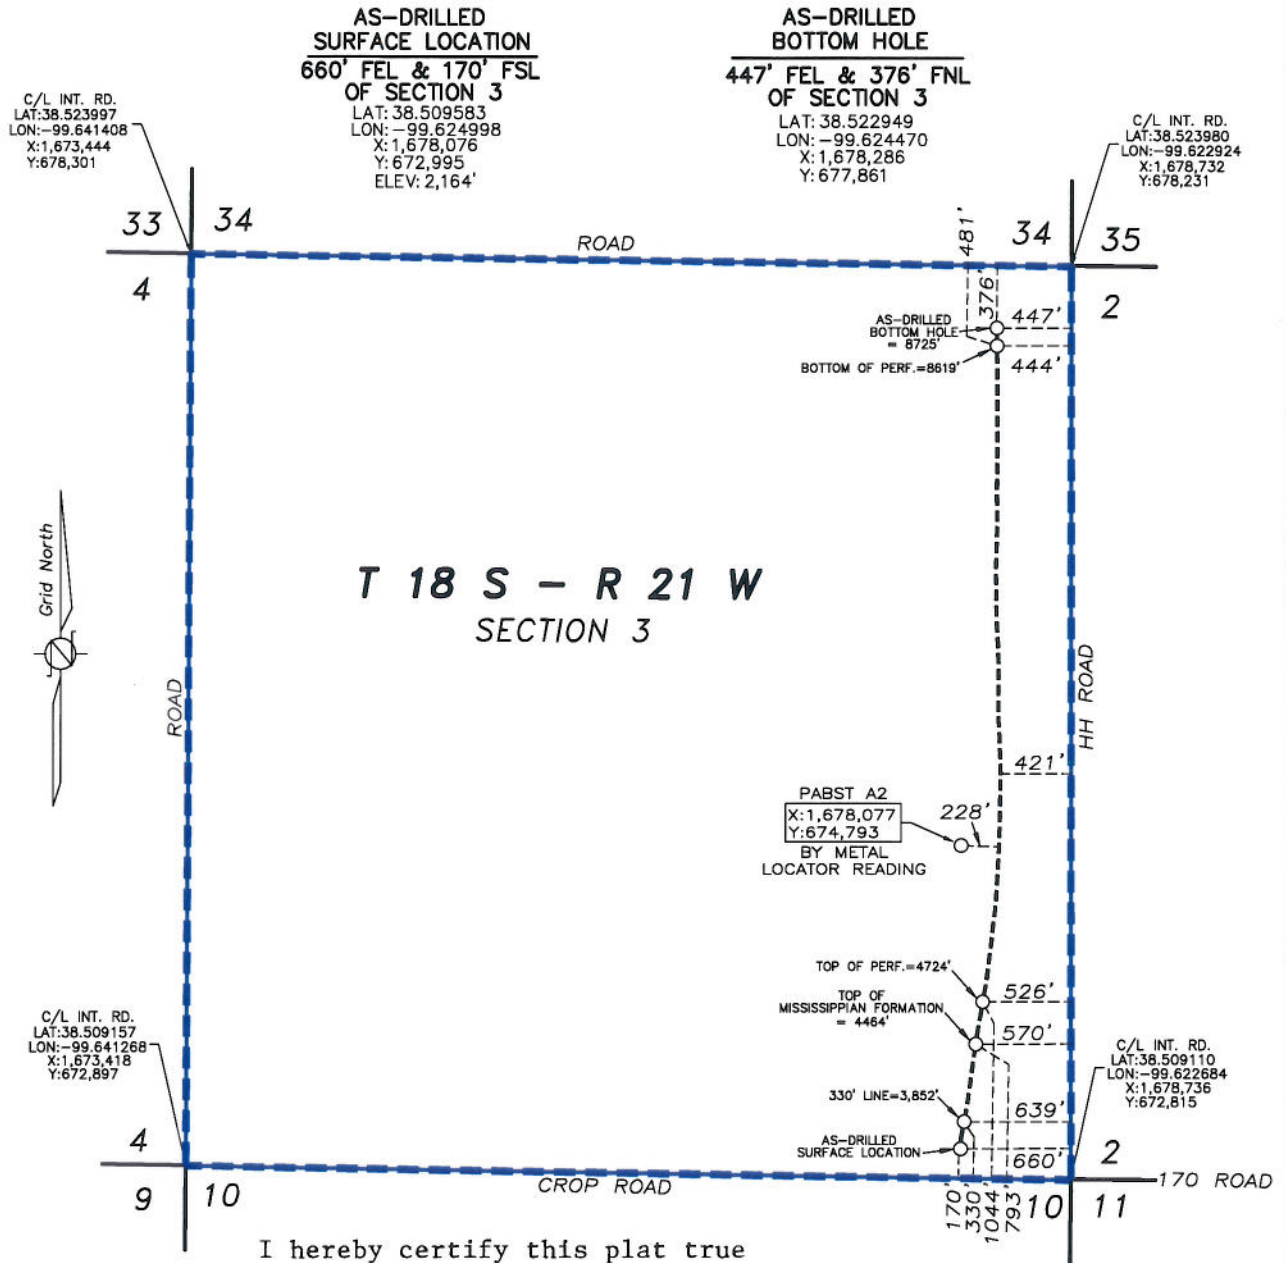 AS-DRILLED
SURFACE LOCATION
660' FEL & 170' FSL
OF SECTION 3
LAT: 38.509583
LON: -99.624998
X: 1,678,076
Y: 672,995
ELEV: 2,164'
AS-DRILLED
BOTTOM HOLE
447' FEL & 376' FNL
OF SECTION 3
LAT: 38.522949
LON: -99.624470
X: 1,678,286
Y: 677,861
C/L INT. RD.
LAT:38.523997
LON:-99.641408
X:1,673,444
Y:678,301
C/L INT. RD.
LAT:38.523980
LON:-99.622924
X:1,678,732
Y:678,231
33 34
ROAD
481'
34 35
4
376'
2
AS-DRILLED
BOTTOM HOLE
= 8725'
447'
BOTTOM OF PERF.=8619'
444'
Grid North
T 18 S - R 21 W
SECTION 3
ROAD
HH ROAD
421'
PABST A2
X:1,678,077
Y:674,793
BY METAL
LOCATOR READING
228'
TOP OF PERF.=4724'
526'
TOP OF
MISSISSIPPIAN FORMATION
= 4464'
570'
C/L INT. RD.
LAT:38.509157
LON:-99.641268
X:1,673,418
Y:672,897
C/L INT. RD.
LAT:38.509110
LON:-99.622684
X:1,678,736
Y:672,815
330' LINE=3,852'
639'
AS-DRILLED
SURFACE LOCATION
660'
4
2
9 10
CROP ROAD
170'
330'
1044'
793'
10 11
170 ROAD
I hereby certify this plat true